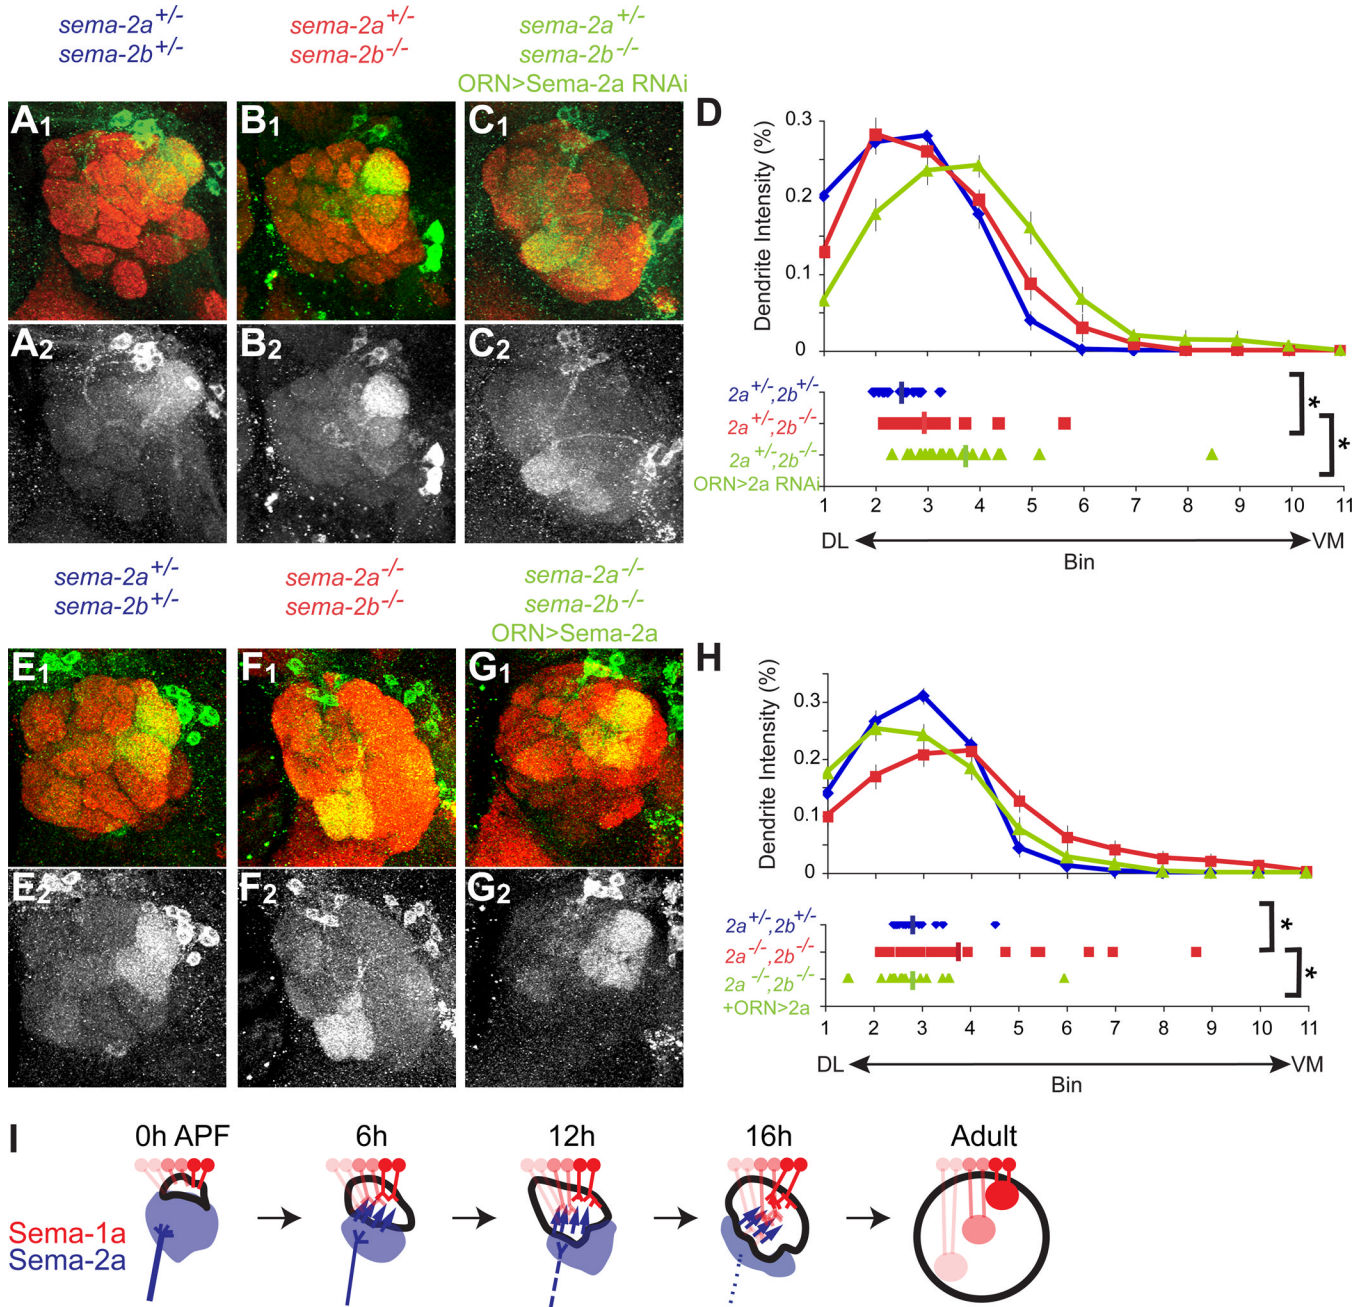 sema-2a+/-
sema-2b+/-
sema-2a+/-
sema-2b-/-
sema-2a+/-
sema-2b-/-
ORN>Sema-2a RNAi
A1
B1
C1
A2
B2
C2
D
Dendrite Intensity (%)
0.3
0.2
0.1
0
2a+/-,2b+/-
2a+/-,2b-/-
2a+/-,2b-/-
ORN>2a RNAi
*
*
1 2 3 4 5 6 7 8 9 10 11
DL VM
Bin
sema-2a+/-
sema-2b+/-
sema-2a-/-
sema-2b-/-
sema-2a-/-
sema-2b-/-
ORN>Sema-2a
E1
F1
G1
E2
F2
G2
H
Dendrite Intensity (%)
0.3
0.2
0.1
0
2a+/-,2b+/-
2a-/-,2b-/-
2a-/-,2b-/-
+ORN>2a
*
*
1 2 3 4 5 6 7 8 9 10 11
DL VM
Bin
I
0h APF 6h 12h 16h Adult
Sema-1a
Sema-2a